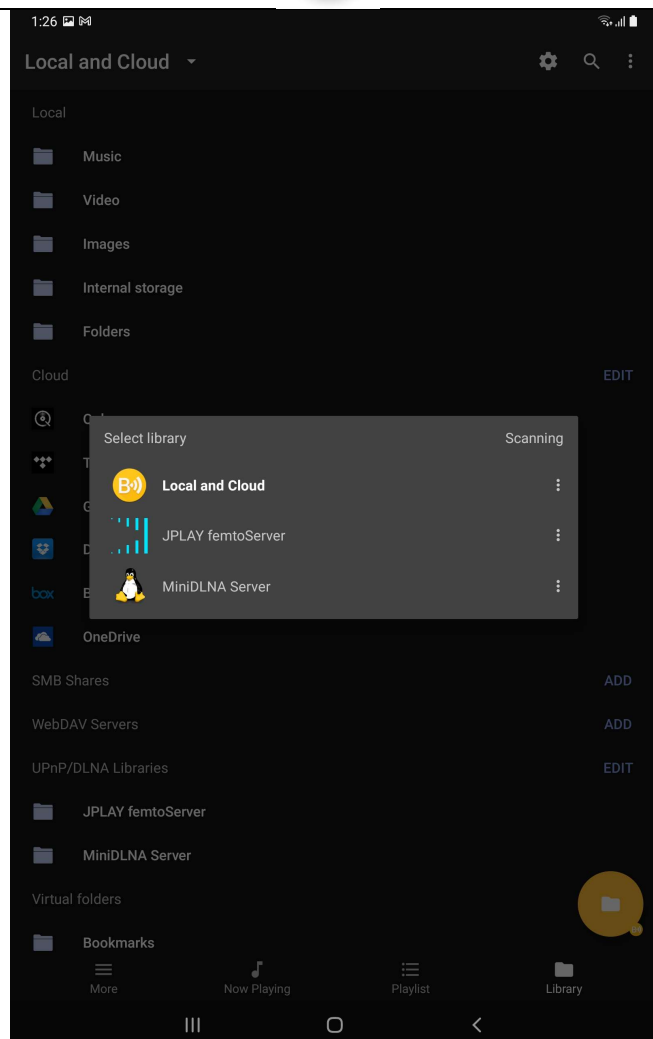 1:26
Local and Cloud
Local
Music
Video
Images
Internal storage
Folders
Cloud
EDIT
Select library
Scanning
Local and Cloud
JPLAY femtoServer
MiniDLNA Server
box
OneDrive
SMB Shares
ADD
WebDAV Servers
ADD
UPnP/DLNA Libraries
EDIT
JPLAY femtoServer
MiniDLNA Server
Virtual folders
Bookmarks
More
Now Playing
Playlist
Library